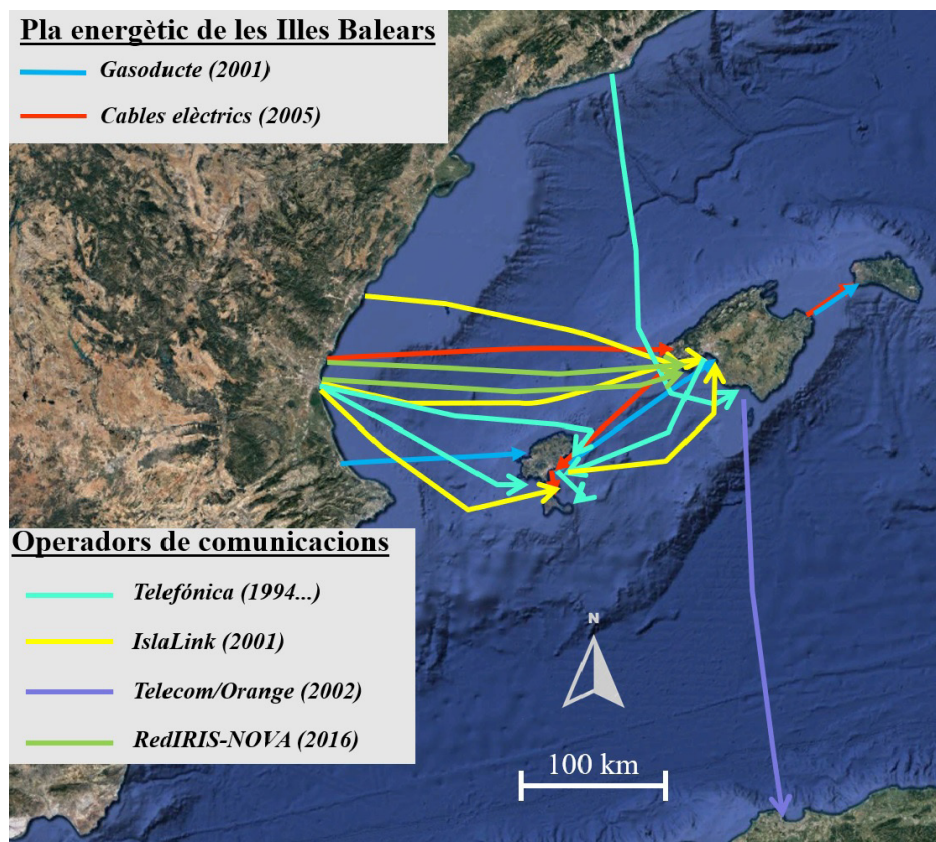 Pla energètic de les Illes Balears
Gasoducte (2001)
Cables elèctrics (2005)
Operadors de comunicacions
Telefónica (1994...)
IslaLink (2001)
Telecom/Orange (2002)
RedIRIS-NOVA (2016)
N
100 km